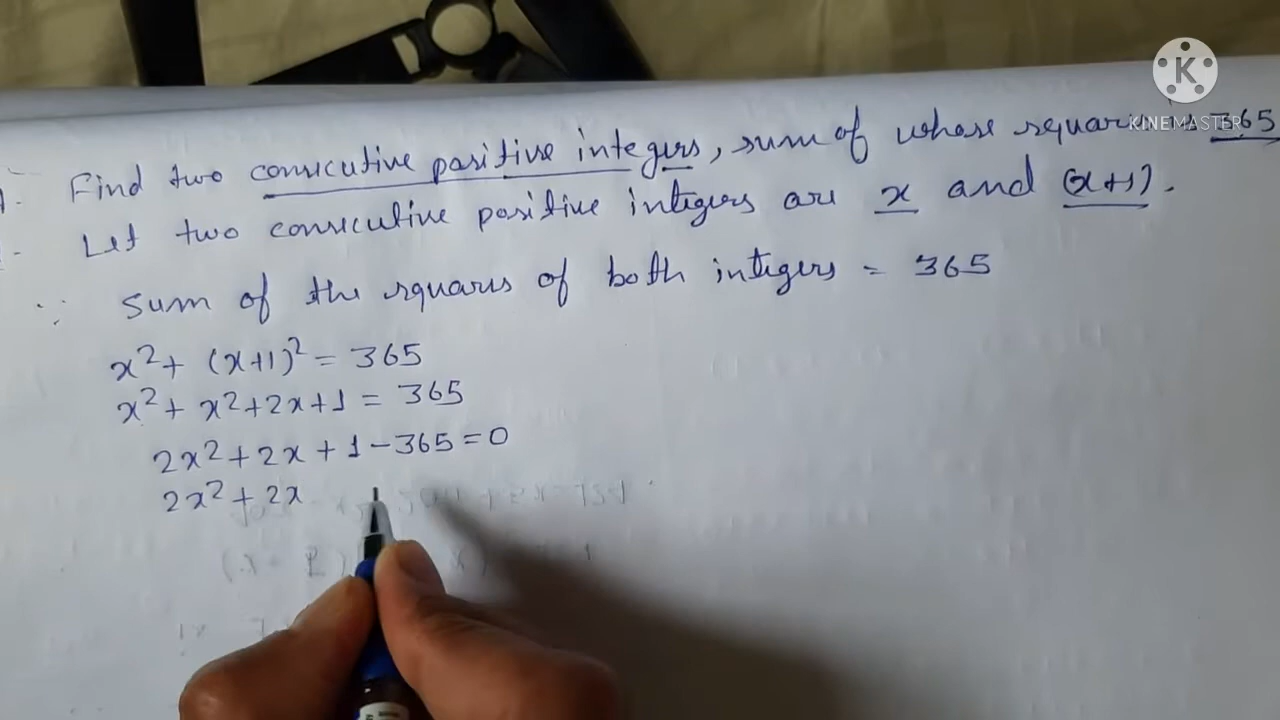 Find two consecutive positive integers, sum of whose squares is 365
Let two consecutive positive integers are x and (x+1).
∵ Sum of the squares of both integers = 365
x² + (x+1)² = 365
x² + x²+2x+1 = 365
2x²+2x+1-365=0
2x²+2x
K
KINEMASTER